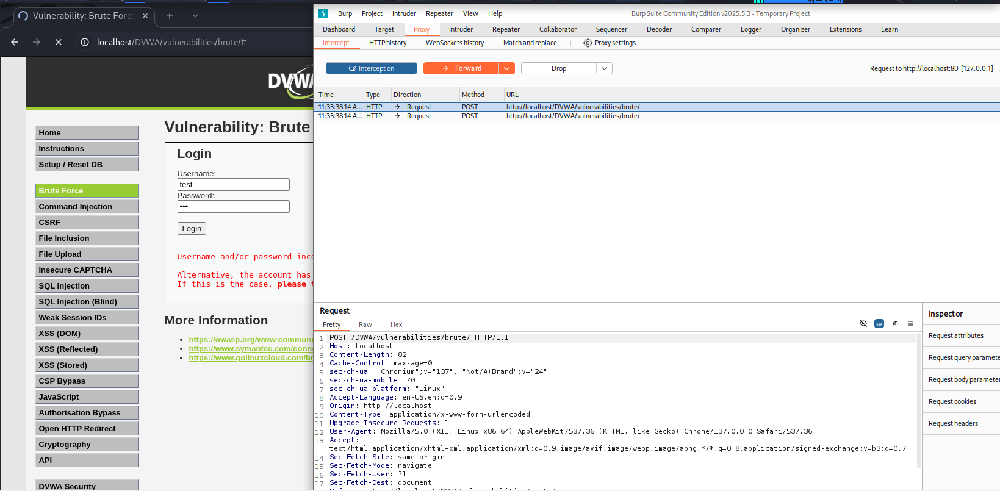 Vulnerability: Brute Force
localhost/DVWA/vulnerabilities/brute/#
DVWA
Home
Instructions
Setup / Reset DB
Brute Force
Command Injection
CSRF
File Inclusion
File Upload
Insecure CAPTCHA
SQL Injection
SQL Injection (Blind)
Weak Session IDs
XSS (DOM)
XSS (Reflected)
XSS (Stored)
CSP Bypass
JavaScript
Authorisation Bypass
Open HTTP Redirect
Cryptography
API
DVWA Security
Vulnerability: Brute
Login
Username:
test
Password:
•••
Login
Username and/or password inco
Alternative, the account has
If this is the case, please t
More Information
https://owasp.org/www-communi
https://www.symantec.com/conn
https://www.golinuxcloud.com/br
Burp Project Intruder Repeater View Help Burp Suite Community Edition v2025.5.3 - Temporary Project
Dashboard Target Proxy Intruder Repeater Collaborator Sequencer Decoder Comparer Logger Organizer Extensions Learn
Intercept HTTP history WebSockets history Match and replace Proxy settings
Intercept on Forward Drop Request to http://localhost:80 [127.0.0.1]
Time Type Direction Method URL
11:33:38 14 A... HTTP → Request POST http://localhost/DVWA/vulnerabilities/brute/
11:33:38 14 A... HTTP → Request POST http://localhost/DVWA/vulnerabilities/brute/
Request
Pretty Raw Hex \n
1 POST /DVWA/vulnerabilities/brute/ HTTP/1.1
2 Host: localhost
3 Content-Length: 82
4 Cache-Control: max-age=0
5 sec-ch-ua: "Chromium";v="137", "Not/A)Brand";v="24"
6 sec-ch-ua-mobile: ?0
7 sec-ch-ua-platform: "Linux"
8 Accept-Language: en-US,en;q=0.9
9 Origin: http://localhost
10 Content-Type: application/x-www-form-urlencoded
11 Upgrade-Insecure-Requests: 1
12 User-Agent: Mozilla/5.0 (X11; Linux x86_64) AppleWebKit/537.36 (KHTML, like Gecko) Chrome/137.0.0.0 Safari/537.36
13 Accept:
text/html,application/xhtml+xml,application/xml;q=0.9,image/avif,image/webp,image/apng,*/*;q=0.8,application/signed-exchange;v=b3;q=0.7
14 Sec-Fetch-Site: same-origin
15 Sec-Fetch-Mode: navigate
16 Sec-Fetch-User: ?1
17 Sec-Fetch-Dest: document
Inspector
Request attributes
Request query paramete
Request body parameter
Request cookies
Request headers